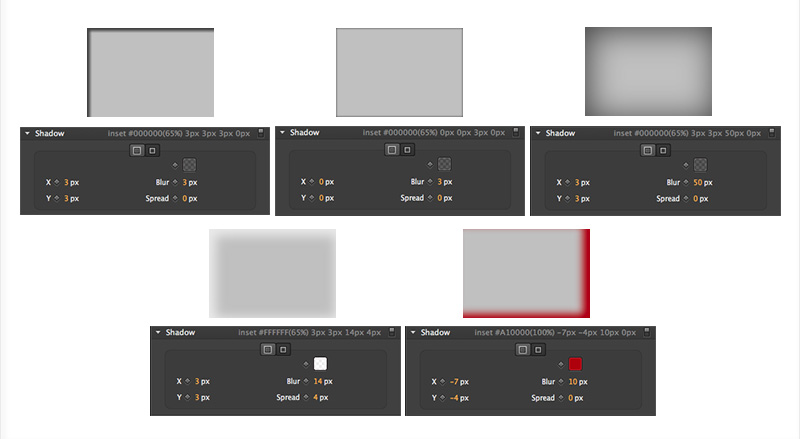 Shadow inset #000000(65%) 3px 3px 3px 0px
X 3 px Blur 3 px
Y 3 px Spread 0 px
Shadow inset #000000(65%) 0px 0px 3px 0px
X 0 px Blur 3 px
Y 0 px Spread 0 px
Shadow inset #000000(65%) 3px 3px 50px 0px
X 3 px Blur 50 px
Y 3 px Spread 0 px
Shadow inset #FFFFFF(65%) 3px 3px 14px 4px
X 3 px Blur 14 px
Y 3 px Spread 4 px
Shadow inset #A10000(100%) −7px −4px 10px 0px
X −7 px Blur 10 px
Y −4 px Spread 0 px